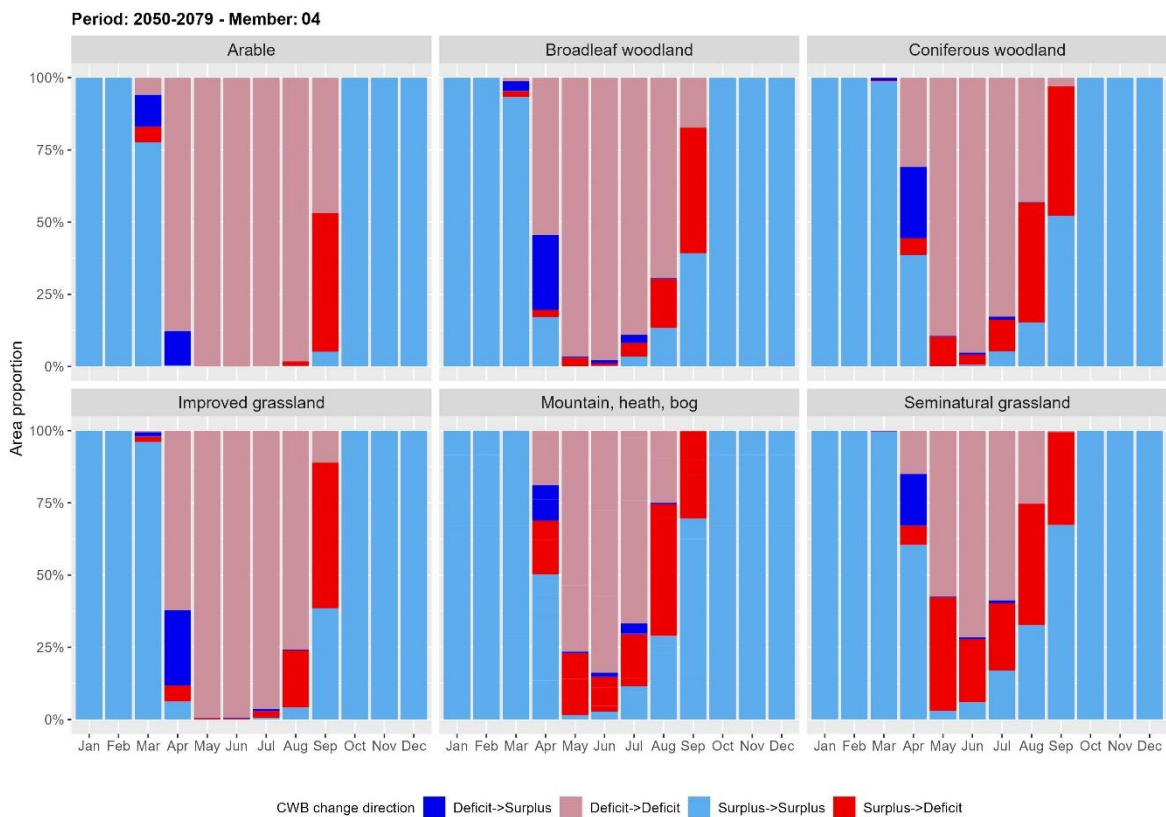 Period: 2050-2079 - Member: 04
Arable Broadleaf woodland Coniferous woodland
100%
75%
50%
25%
0%
Improved grassland Mountain, heath, bog Seminatural grassland
100%
75%
50%
25%
0%
Area proportion
Jan Feb Mar Apr May Jun Jul Aug Sep Oct Nov Dec Jan Feb Mar Apr May Jun Jul Aug Sep Oct Nov Dec Jan Feb Mar Apr May Jun Jul Aug Sep Oct Nov Dec
CWB change direction Deficit->Surplus Deficit->Deficit Surplus->Surplus Surplus->Deficit